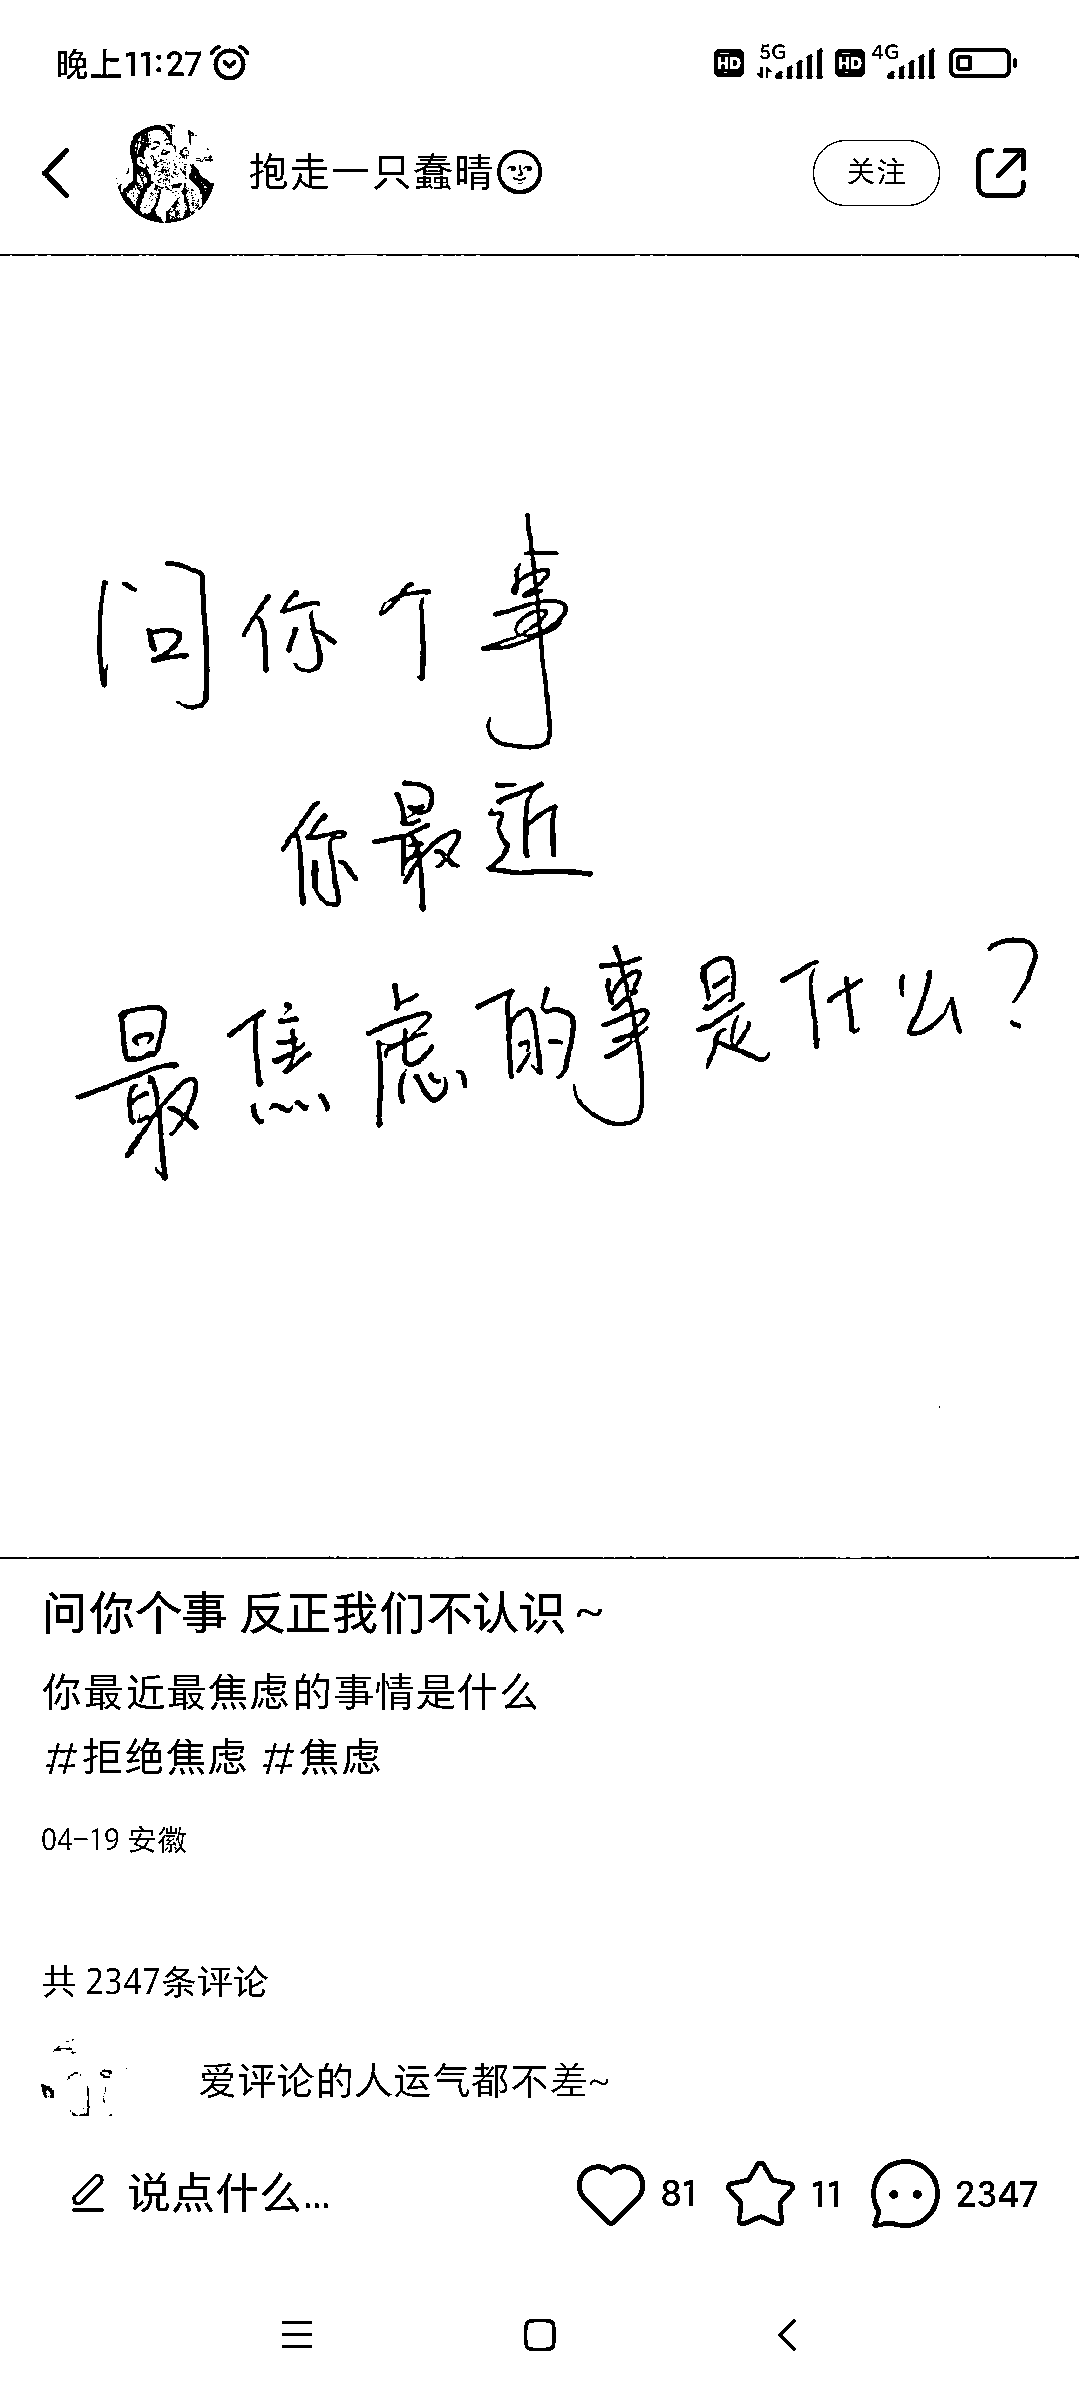 晚上11:27
HD 5G HD 4G
抱走一只蠢晴
关注
问你个事
你最近
最焦虑的事是什么?
问你个事 反正我们不认识~
你最近最焦虑的事情是什么
#拒绝焦虑 #焦虑
04-19 安徽
共 2347条评论
爱评论的人运气都不差~
说点什么... 81 11 2347